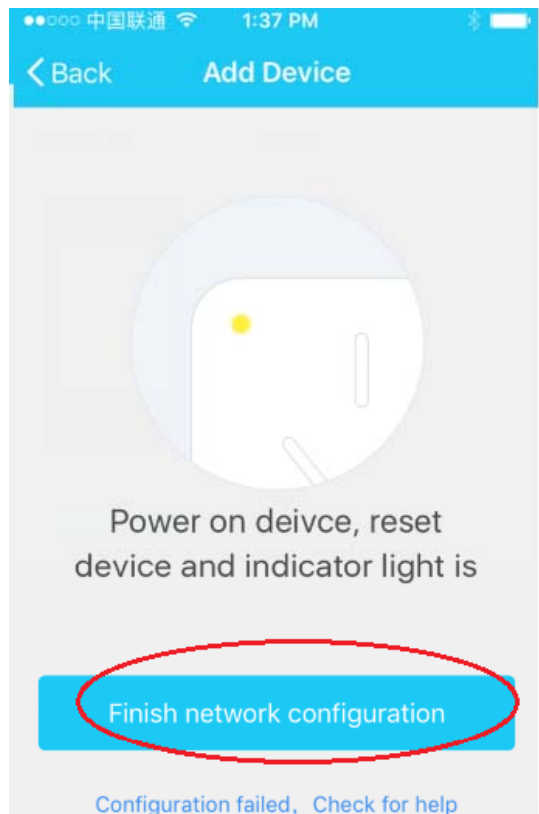 中国联通 1:37 PM
Back Add Device
Power on deivce, reset
device and indicator light is
Finish network configuration
Configuration failed, Check for help